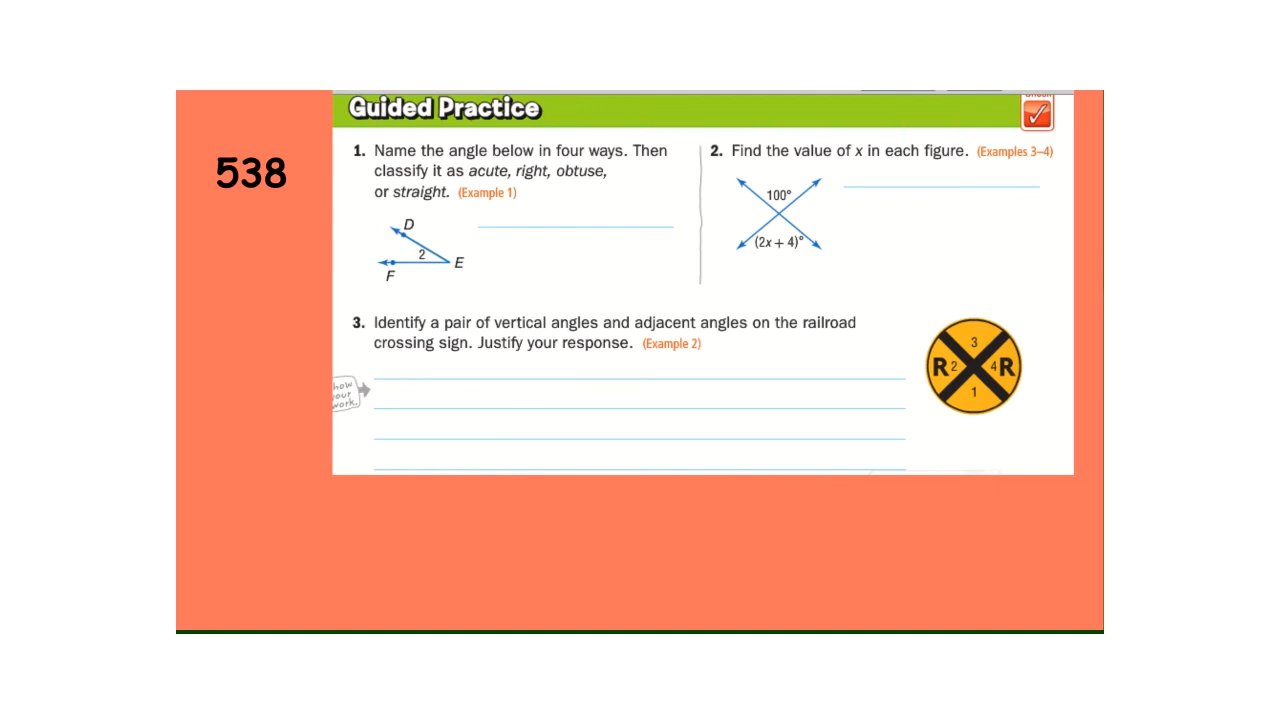 Guided Practice
538
1. Name the angle below in four ways. Then
classify it as acute, right, obtuse,
or straight. (Example 1)
D
2
E
F
2. Find the value of x in each figure. (Examples 3–4)
100°
(2x + 4)°
3. Identify a pair of vertical angles and adjacent angles on the railroad
crossing sign. Justify your response. (Example 2)
how
your
work.
3
R 2 4 R
1